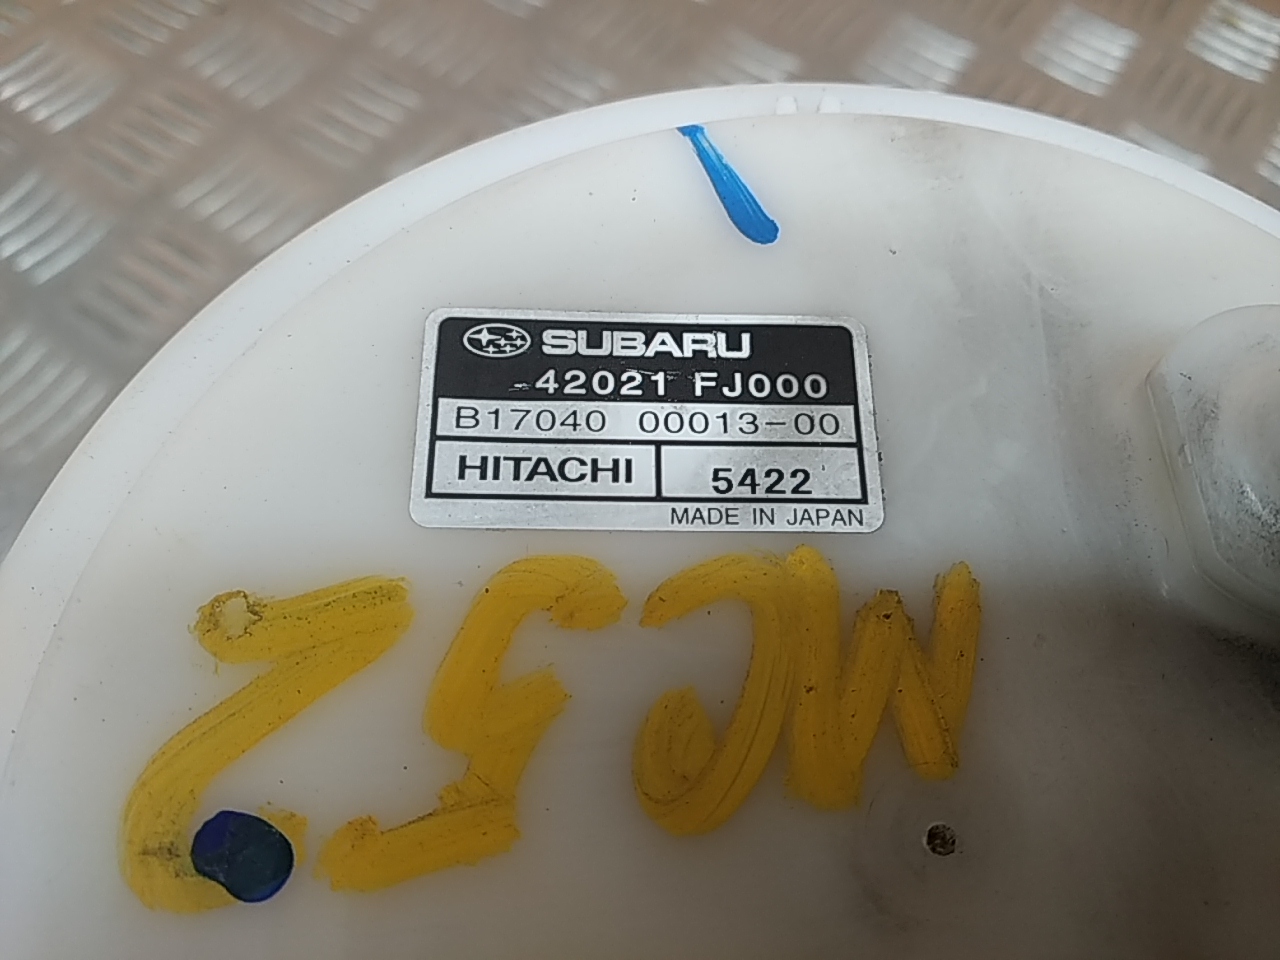 SUBARU
42021 FJ000
B17040 00013-00
HITACHI 5422
MADE IN JAPAN